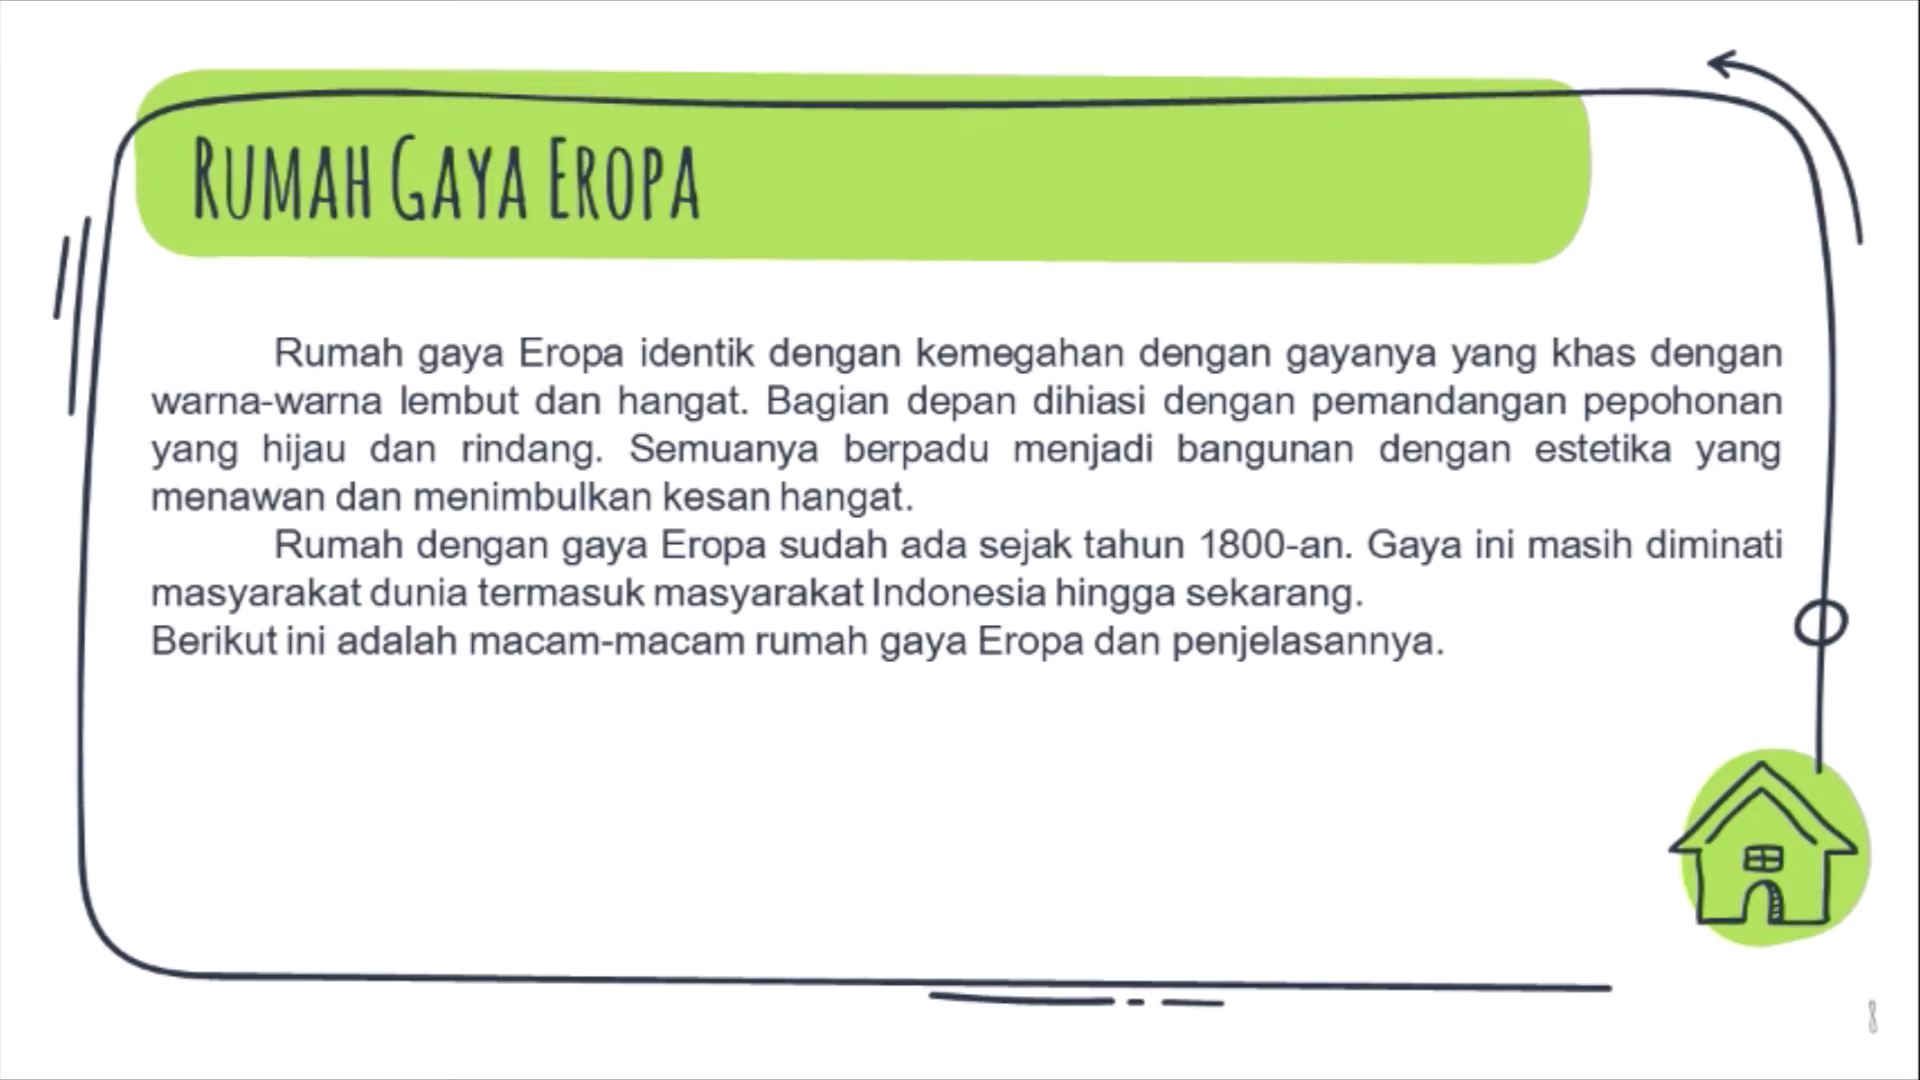 Rumah Gaya Eropa
Rumah gaya Eropa identik dengan kemegahan dengan gayanya yang khas dengan
warna-warna lembut dan hangat. Bagian depan dihiasi dengan pemandangan pepohonan
yang hijau dan rindang. Semuanya berpadu menjadi bangunan dengan estetika yang
menawan dan menimbulkan kesan hangat.
Rumah dengan gaya Eropa sudah ada sejak tahun 1800-an. Gaya ini masih diminati
masyarakat dunia termasuk masyarakat Indonesia hingga sekarang.
Berikut ini adalah macam-macam rumah gaya Eropa dan penjelasannya.
8